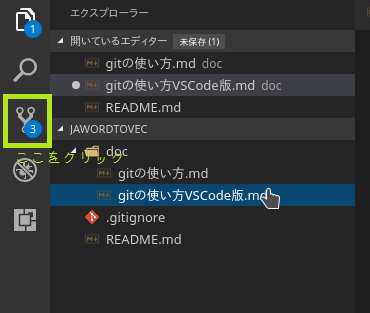 エクスプローラー
1
開いているエディター 未保存 (1)
gitの使い方.md doc
gitの使い方VSCode版.md doc
README.md
3
JAWORDTOVEC
ここをクリック
doc
gitの使い方.md
gitの使い方VSCode版.md
.gitignore
README.md